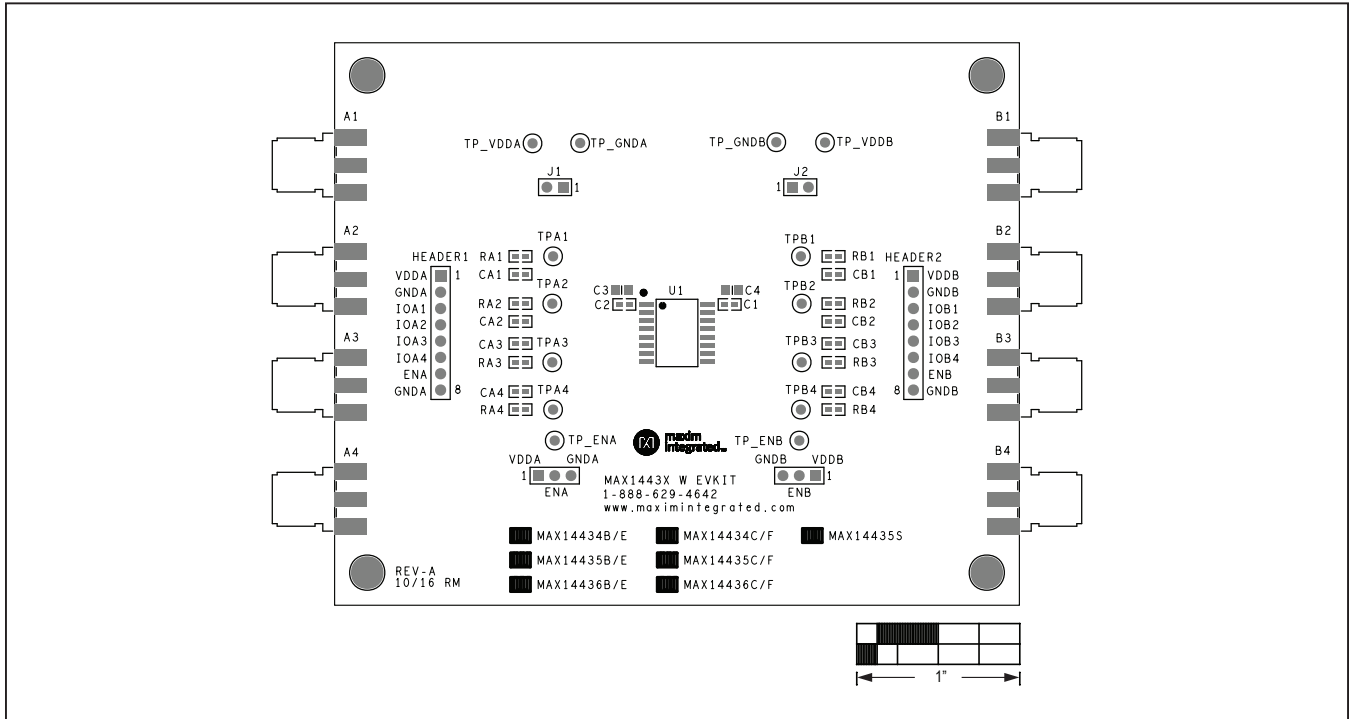 A1
B1
TP_VDDA
TP_GNDA
TP_GNDB
TP_VDDB
J1
1
J2
1
A2
B2
HEADER1
VDDA 1
GNDA
IOA1
IOA2
IOA3
IOA4
ENA
GNDA 8
RA1
CA1
RA2
CA2
CA3
RA3
CA4
RA4
TPA1
TPA2
TPA3
TPA4
C3
C2
U1
C4
C1
TPB1
TPB2
TPB3
TPB4
RB1
CB1
RB2
CB2
CB3
RB3
CB4
RB4
HEADER2
1 VDDB
GNDB
IOB1
IOB2
IOB3
IOB4
ENB
8 GNDB
A3
B3
A4
B4
TP_ENA
maxim
integrated™
TP_ENB
VDDA GNDA
1
ENA
GNDB VDDB
1
ENB
MAX1443X W EVKIT
1-888-629-4642
www.maximintegrated.com
MAX14434B/E MAX14434C/F MAX14435S
MAX14435B/E MAX14435C/F
MAX14436B/E MAX14436C/F
REV-A
10/16 RM
1"